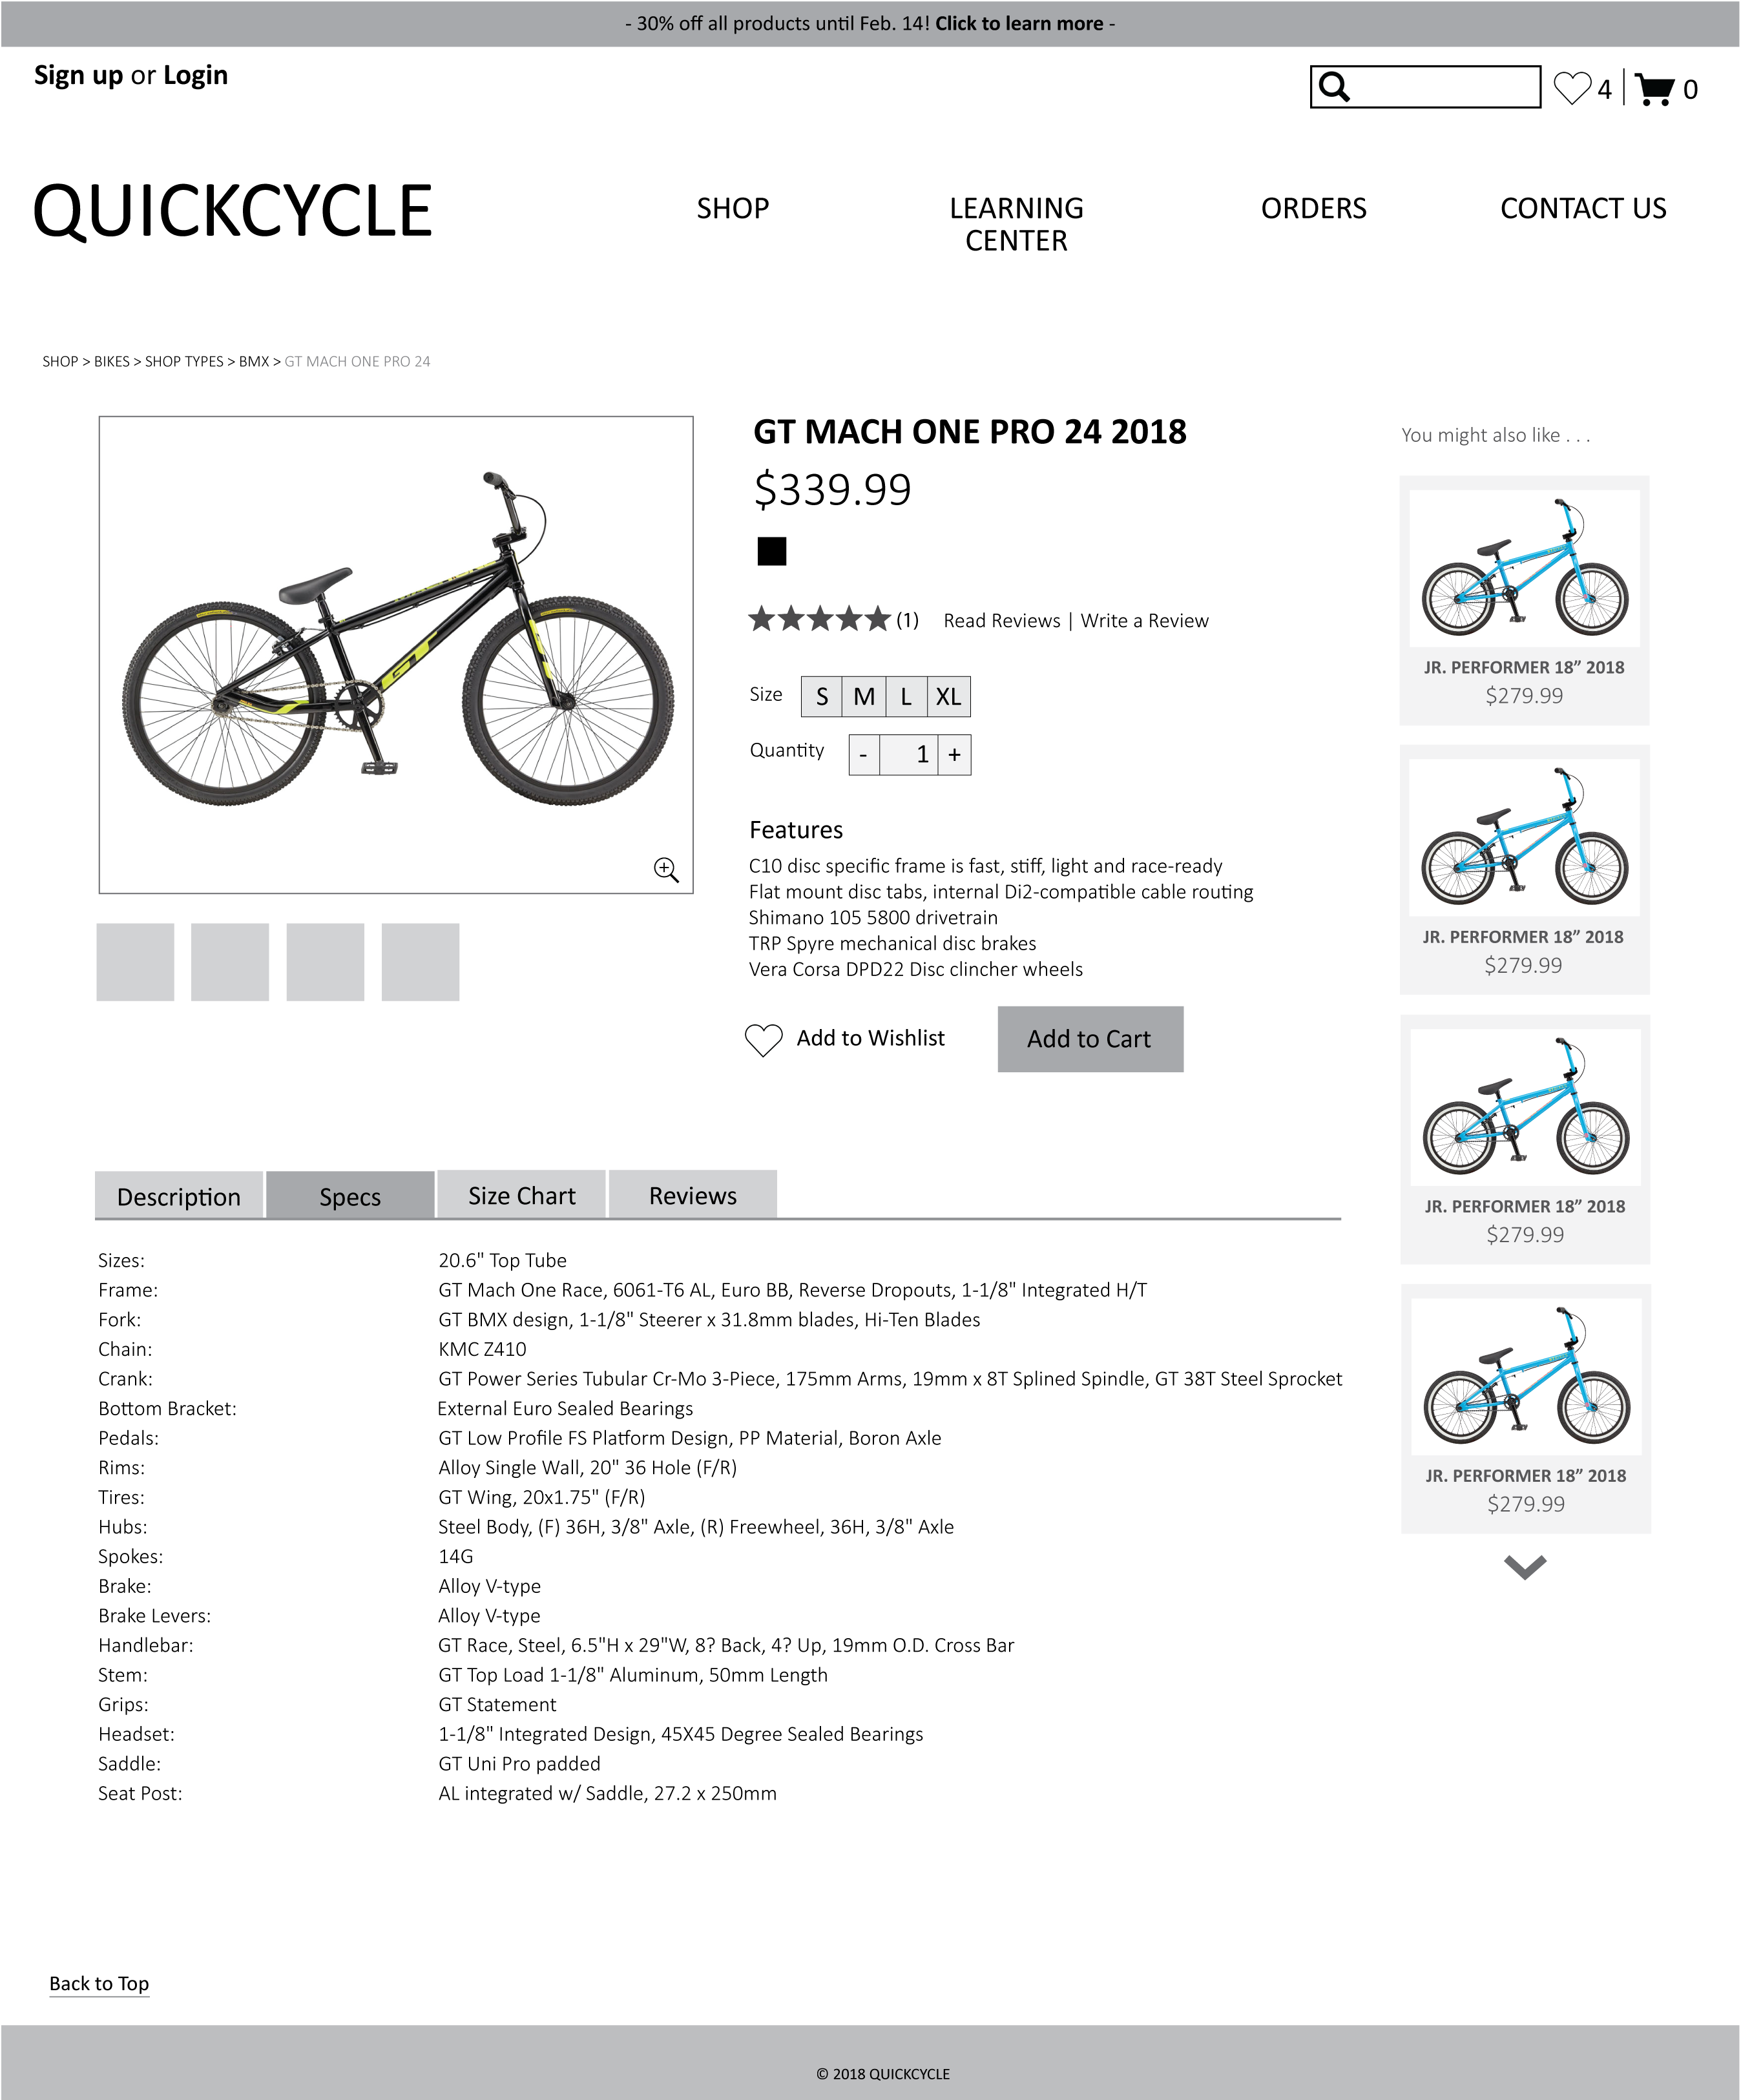 - 30% off all products until Feb. 14! Click to learn more -
Sign up or Login
4
0
QUICKCYCLE
SHOP
LEARNING
CENTER
ORDERS
CONTACT US
SHOP > BIKES > SHOP TYPES > BMX > GT MACH ONE PRO 24
GT
GT MACH ONE PRO 24 2018
$339.99
(1)
Read Reviews | Write a Review
Size
S M L XL
Quantity
- 1 +
Features
C10 disc specific frame is fast, stiff, light and race-ready
Flat mount disc tabs, internal Di2-compatible cable routing
Shimano 105 5800 drivetrain
TRP Spyre mechanical disc brakes
Vera Corsa DPD22 Disc clincher wheels
Add to Wishlist
Add to Cart
You might also like . . .
JR. PERFORMER 18” 2018
$279.99
JR. PERFORMER 18” 2018
$279.99
JR. PERFORMER 18” 2018
$279.99
JR. PERFORMER 18” 2018
$279.99
Description
Specs
Size Chart
Reviews
Sizes: 20.6" Top Tube
Frame: GT Mach One Race, 6061-T6 AL, Euro BB, Reverse Dropouts, 1-1/8" Integrated H/T
Fork: GT BMX design, 1-1/8" Steerer x 31.8mm blades, Hi-Ten Blades
Chain: KMC Z410
Crank: GT Power Series Tubular Cr-Mo 3-Piece, 175mm Arms, 19mm x 8T Splined Spindle, GT 38T Steel Sprocket
Bottom Bracket: External Euro Sealed Bearings
Pedals: GT Low Profile FS Platform Design, PP Material, Boron Axle
Rims: Alloy Single Wall, 20" 36 Hole (F/R)
Tires: GT Wing, 20x1.75" (F/R)
Hubs: Steel Body, (F) 36H, 3/8" Axle, (R) Freewheel, 36H, 3/8" Axle
Spokes: 14G
Brake: Alloy V-type
Brake Levers: Alloy V-type
Handlebar: GT Race, Steel, 6.5"H x 29"W, 8? Back, 4? Up, 19mm O.D. Cross Bar
Stem: GT Top Load 1-1/8" Aluminum, 50mm Length
Grips: GT Statement
Headset: 1-1/8" Integrated Design, 45X45 Degree Sealed Bearings
Saddle: GT Uni Pro padded
Seat Post: AL integrated w/ Saddle, 27.2 x 250mm
Back to Top
© 2018 QUICKCYCLE